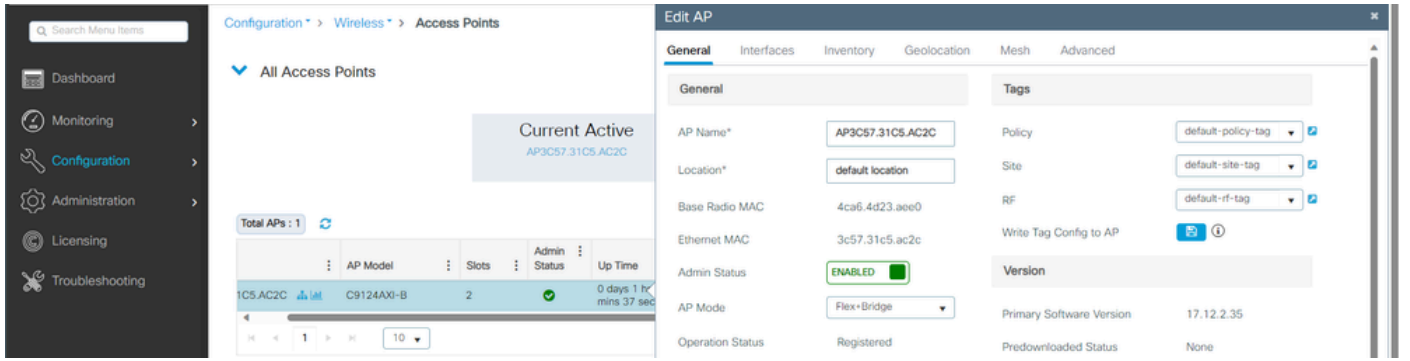 Search Menu Items
Dashboard
Monitoring
Configuration
Administration
Licensing
Troubleshooting
Configuration > Wireless > Access Points
All Access Points
Current Active
AP3C57.31C5.AC2C
Total APs : 1
AP Model Slots Admin Status Up Time
1C5.AC2C C9124AXI-B 2 0 days 1
mins 37
1 10
Edit AP
General Interfaces Inventory Geolocation Mesh Advanced
General
AP Name* AP3C57.31C5.AC2C
Location* default location
Base Radio MAC 4ca6.4d23.aee0
Ethernet MAC 3c57.31c5.ac2c
Admin Status ENABLED
AP Mode Flex+Bridge
Operation Status Registered
Tags
Policy default-policy-tag
Site default-site-tag
RF default-rf-tag
Write Tag Config to AP
Version
Primary Software Version 17.12.2.35
Predownloaded Status None